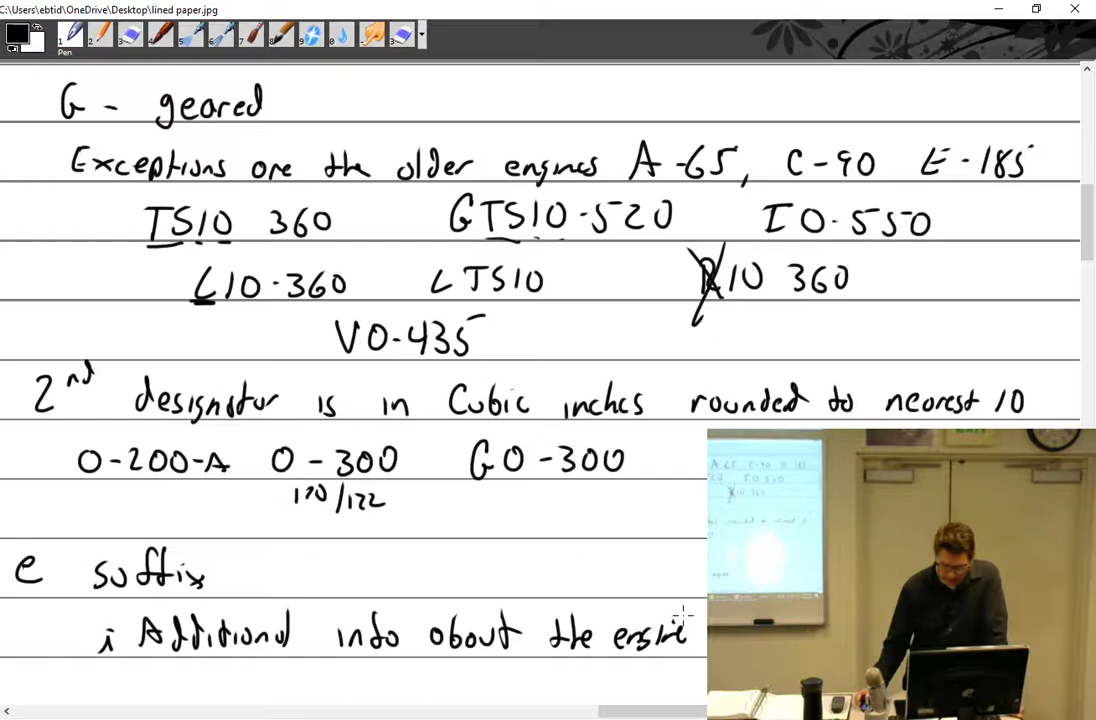 C:\Users\ebtid\OneDrive\Desktop\lined paper.jpg
Pen
G - geared
Exceptions are the older engines A-65, C-90 E-185
TSIO 360 GTSIO-520 IO-550
LIO-360 LTSIO IO 360
VO-435
2nd designator is in Cubic inches rounded to nearest 10
O-200-A O-300 GO-300
170/172
e suffix
i Additional info about the engine